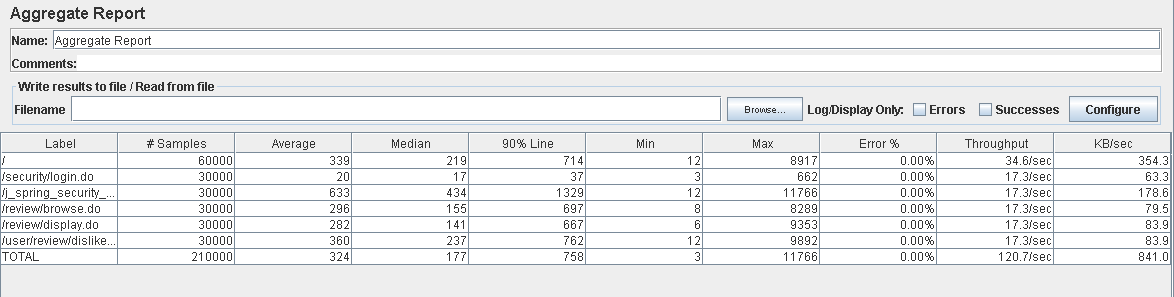 Aggregate Report
Name: Aggregate Report
Comments:
Write results to file / Read from file
Filename Browse... Log/Display Only: Errors Successes Configure
Label # Samples Average Median 90% Line Min Max Error % Throughput KB/sec
/ 60000 339 219 714 12 8917 0.00% 34.6/sec 354.3
/security/login.do 30000 20 17 37 3 662 0.00% 17.3/sec 63.3
/j_spring_security_... 30000 633 434 1329 12 11766 0.00% 17.3/sec 178.6
/review/browse.do 30000 296 155 697 8 8289 0.00% 17.3/sec 79.5
/review/display.do 30000 282 141 667 6 9353 0.00% 17.3/sec 83.9
/user/review/dislike... 30000 360 237 762 12 9892 0.00% 17.3/sec 83.9
TOTAL 210000 324 177 758 3 11766 0.00% 120.7/sec 841.0